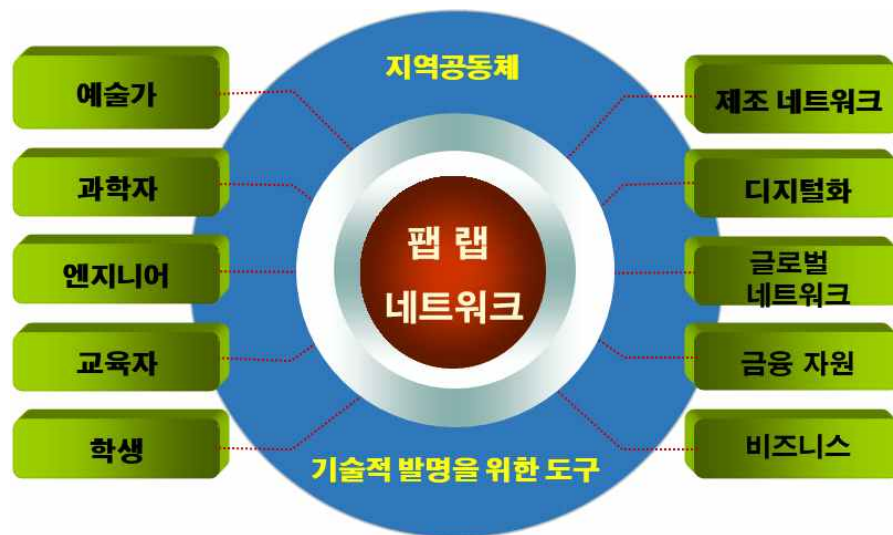 지역공동체
예술가
과학자
엔지니어
교육자
학생
팹 랩
네트워크
제조 네트워크
디지털화
글로벌
네트워크
금융 자원
비즈니스
기술적 발명을 위한 도구